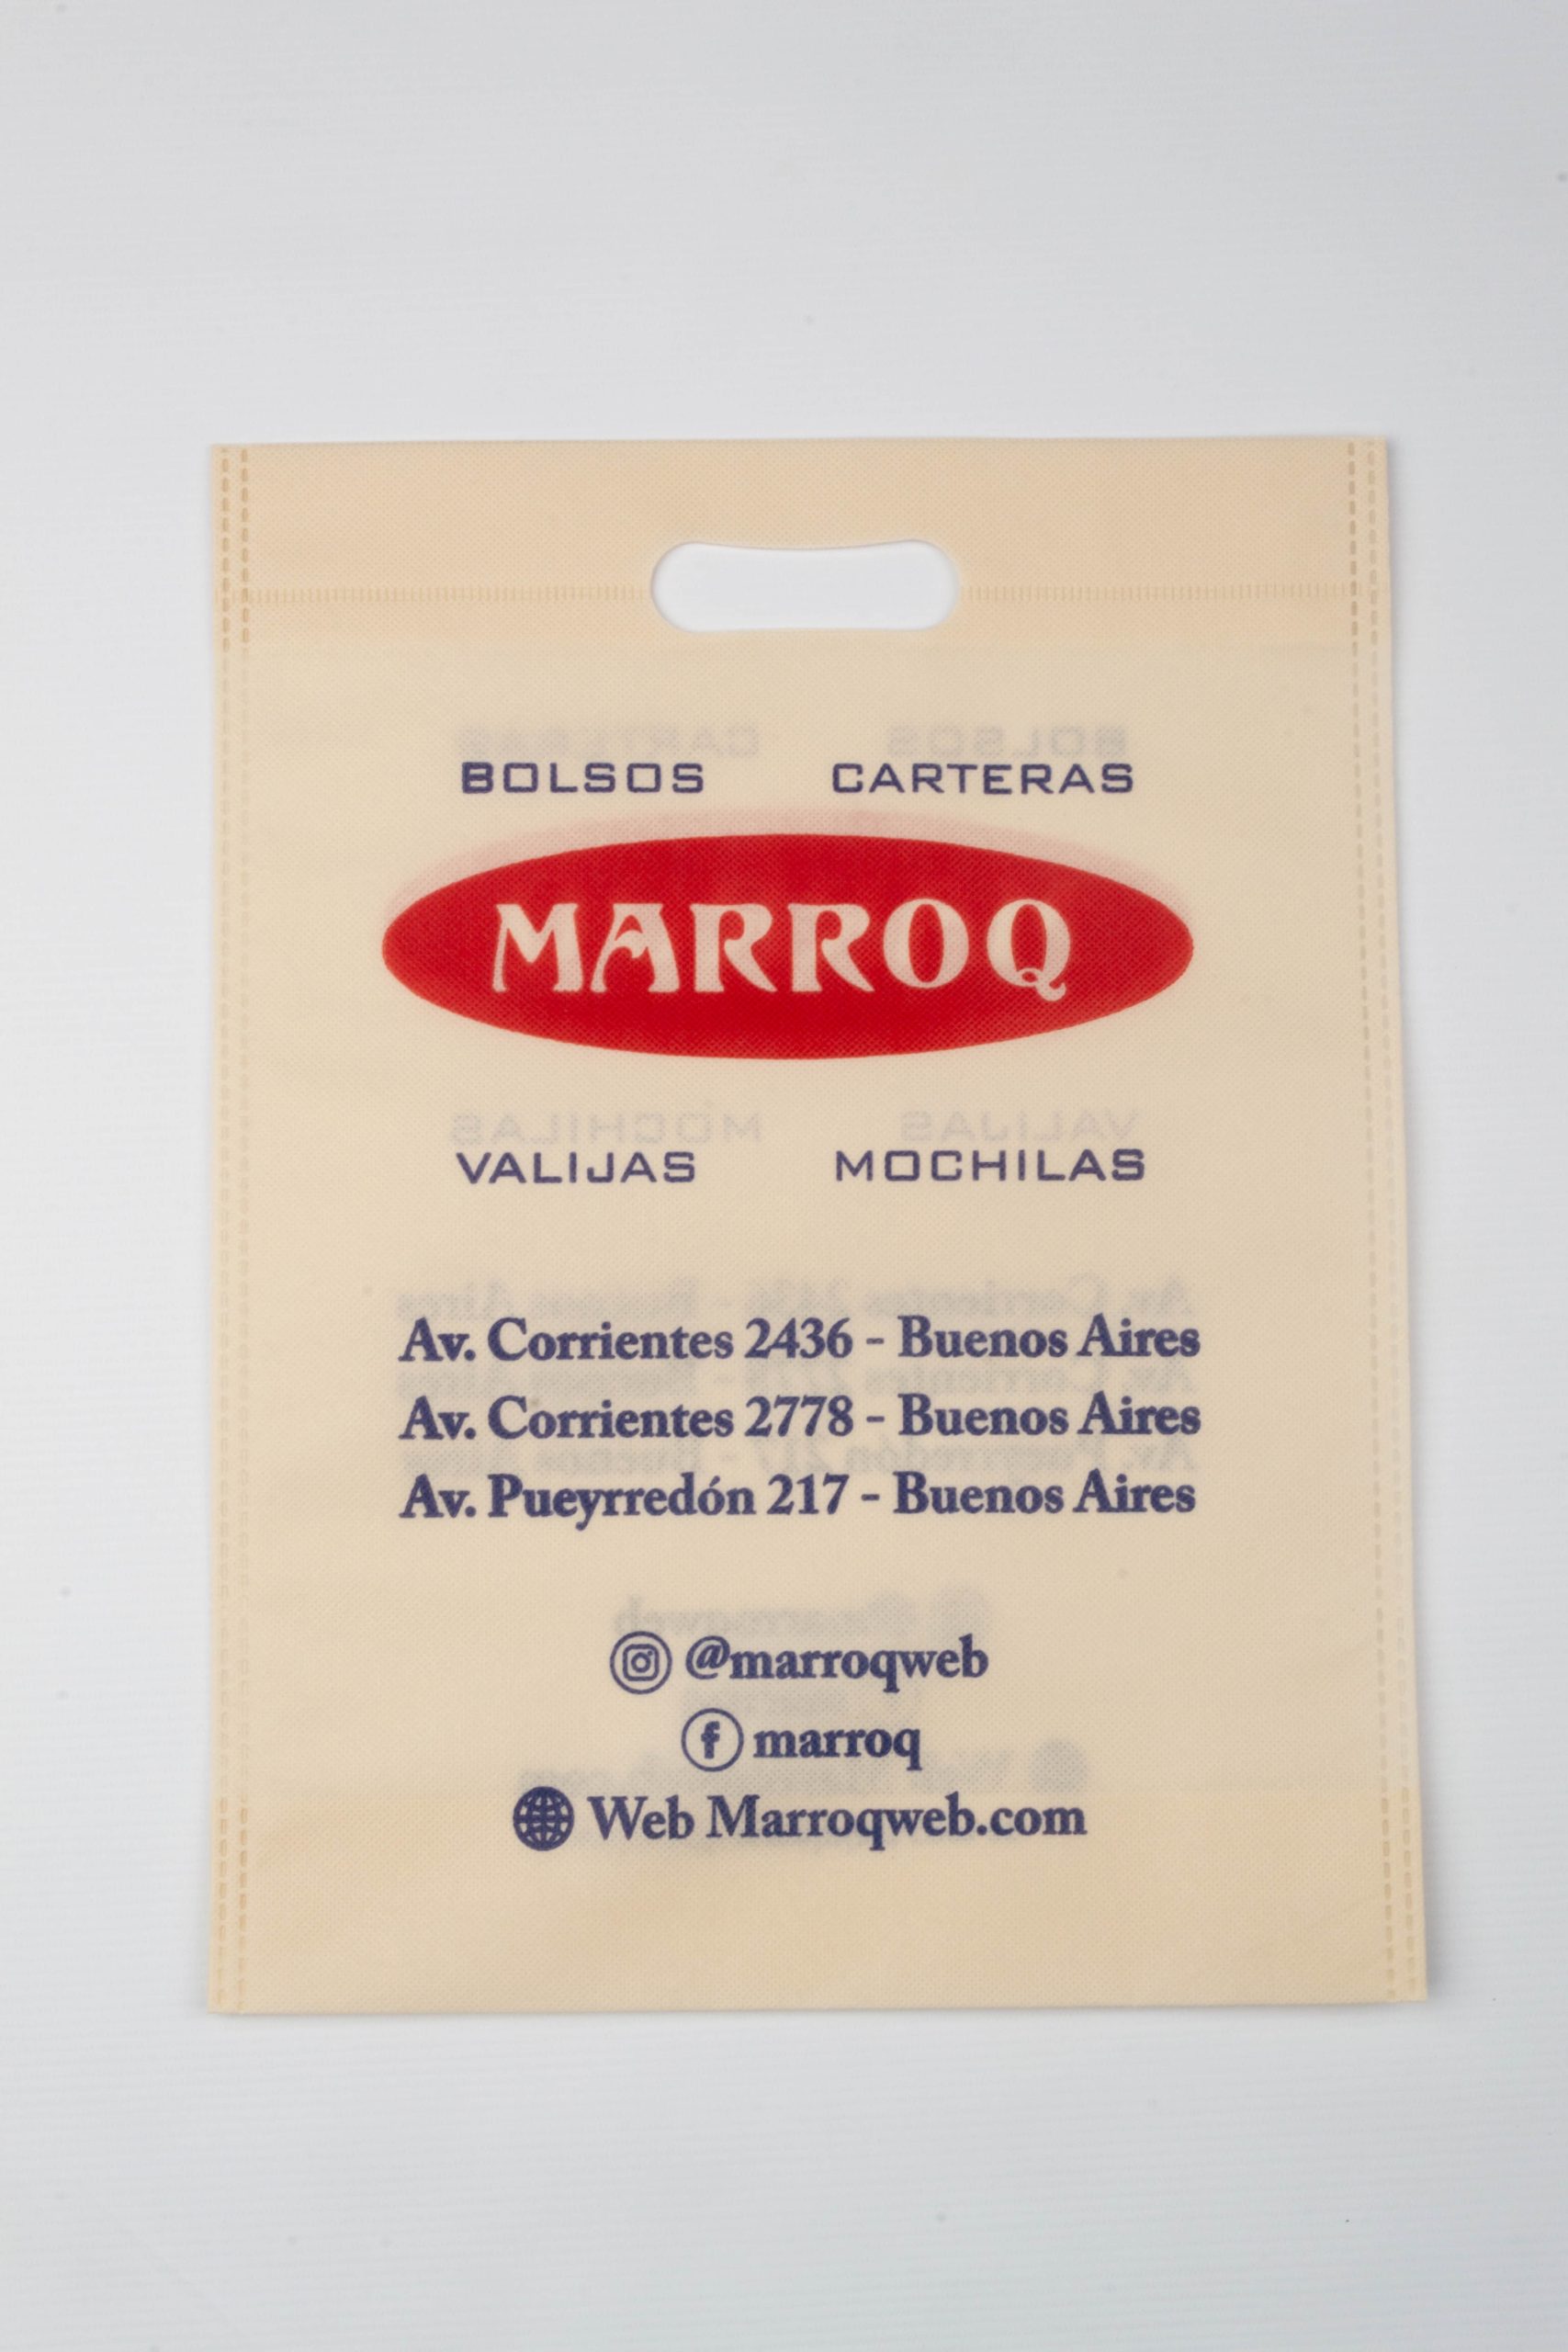 BOLSOS CARTERAS
MARROQ
VALIJAS MOCHILAS
Av. Corrientes 2436 - Buenos Aires
Av. Corrientes 2778 - Buenos Aires
Av. Pueyrredón 217 - Buenos Aires
@marroqweb
marroq
Web Marroqweb.com